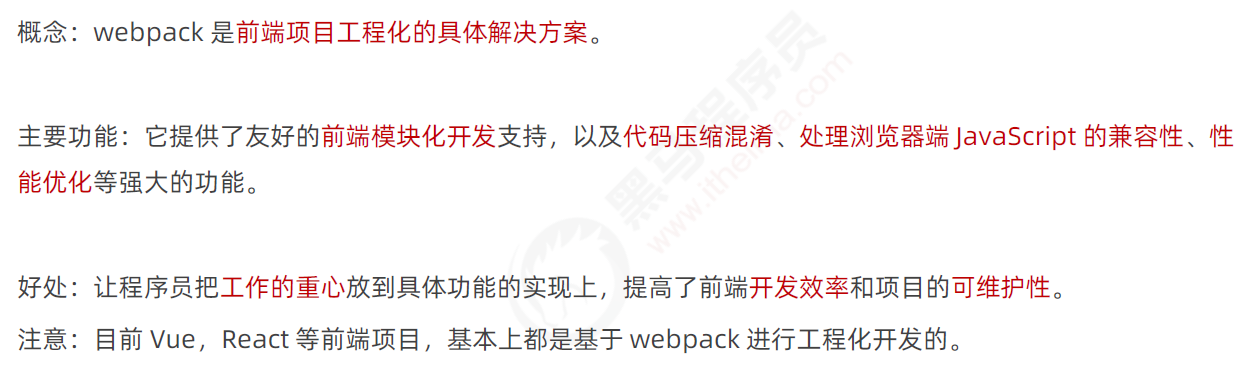 概念：webpack 是前端项目工程化的具体解决方案。
主要功能：它提供了友好的前端模块化开发支持，以及代码压缩混淆、处理浏览器端 JavaScript 的兼容性、性
能优化等强大的功能。
好处：让程序员把工作的重心放到具体功能的实现上，提高了前端开发效率和项目的可维护性。
注意：目前 Vue，React 等前端项目，基本上都是基于 webpack 进行工程化开发的。
黑马程序员
www.itheima.com